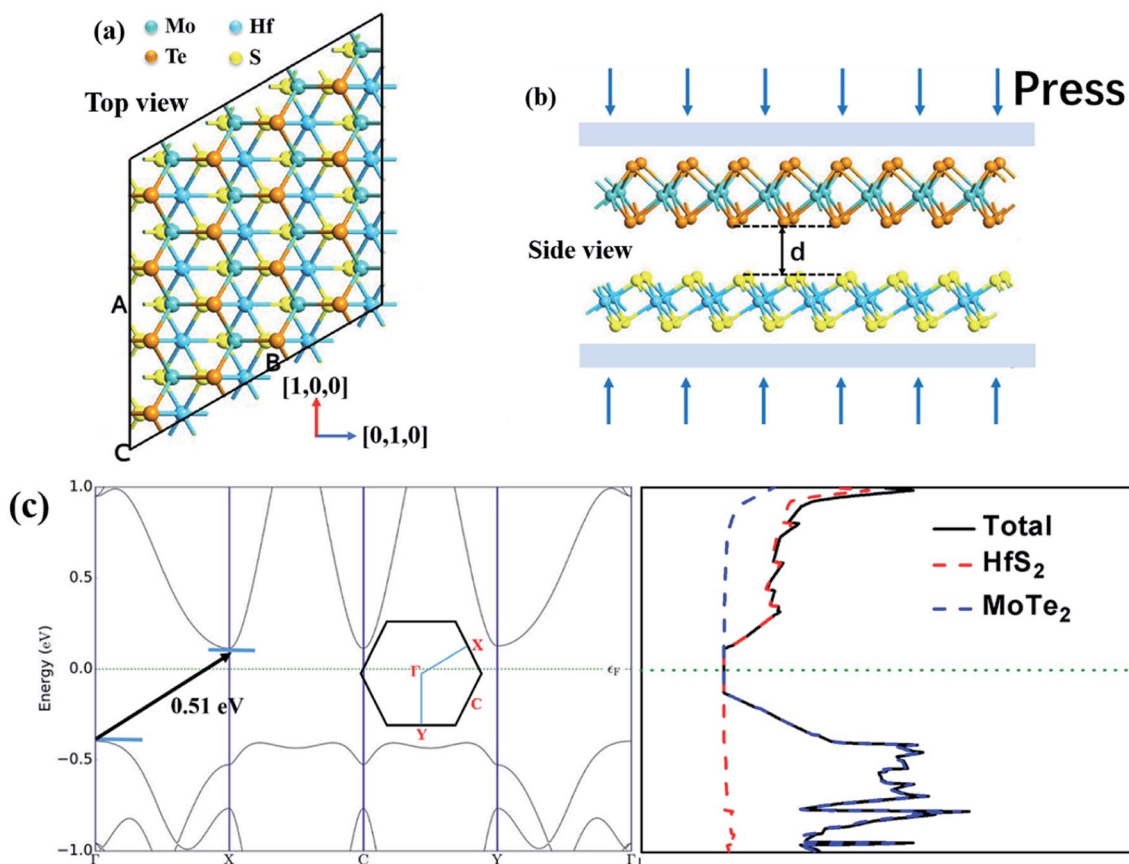 (a)
Mo
Hf
Te
S
Top view
A
B
C
[1,0,0]
[0,1,0]
(b)
Press
Side view
d
(c)
Energy (eV)
1.0
0.5
0.0
−0.5
−1.0
0.51 eV
X
Γ
C
Y
εF
Γ
X
C
Y
Γ
Total
HfS2
MoTe2